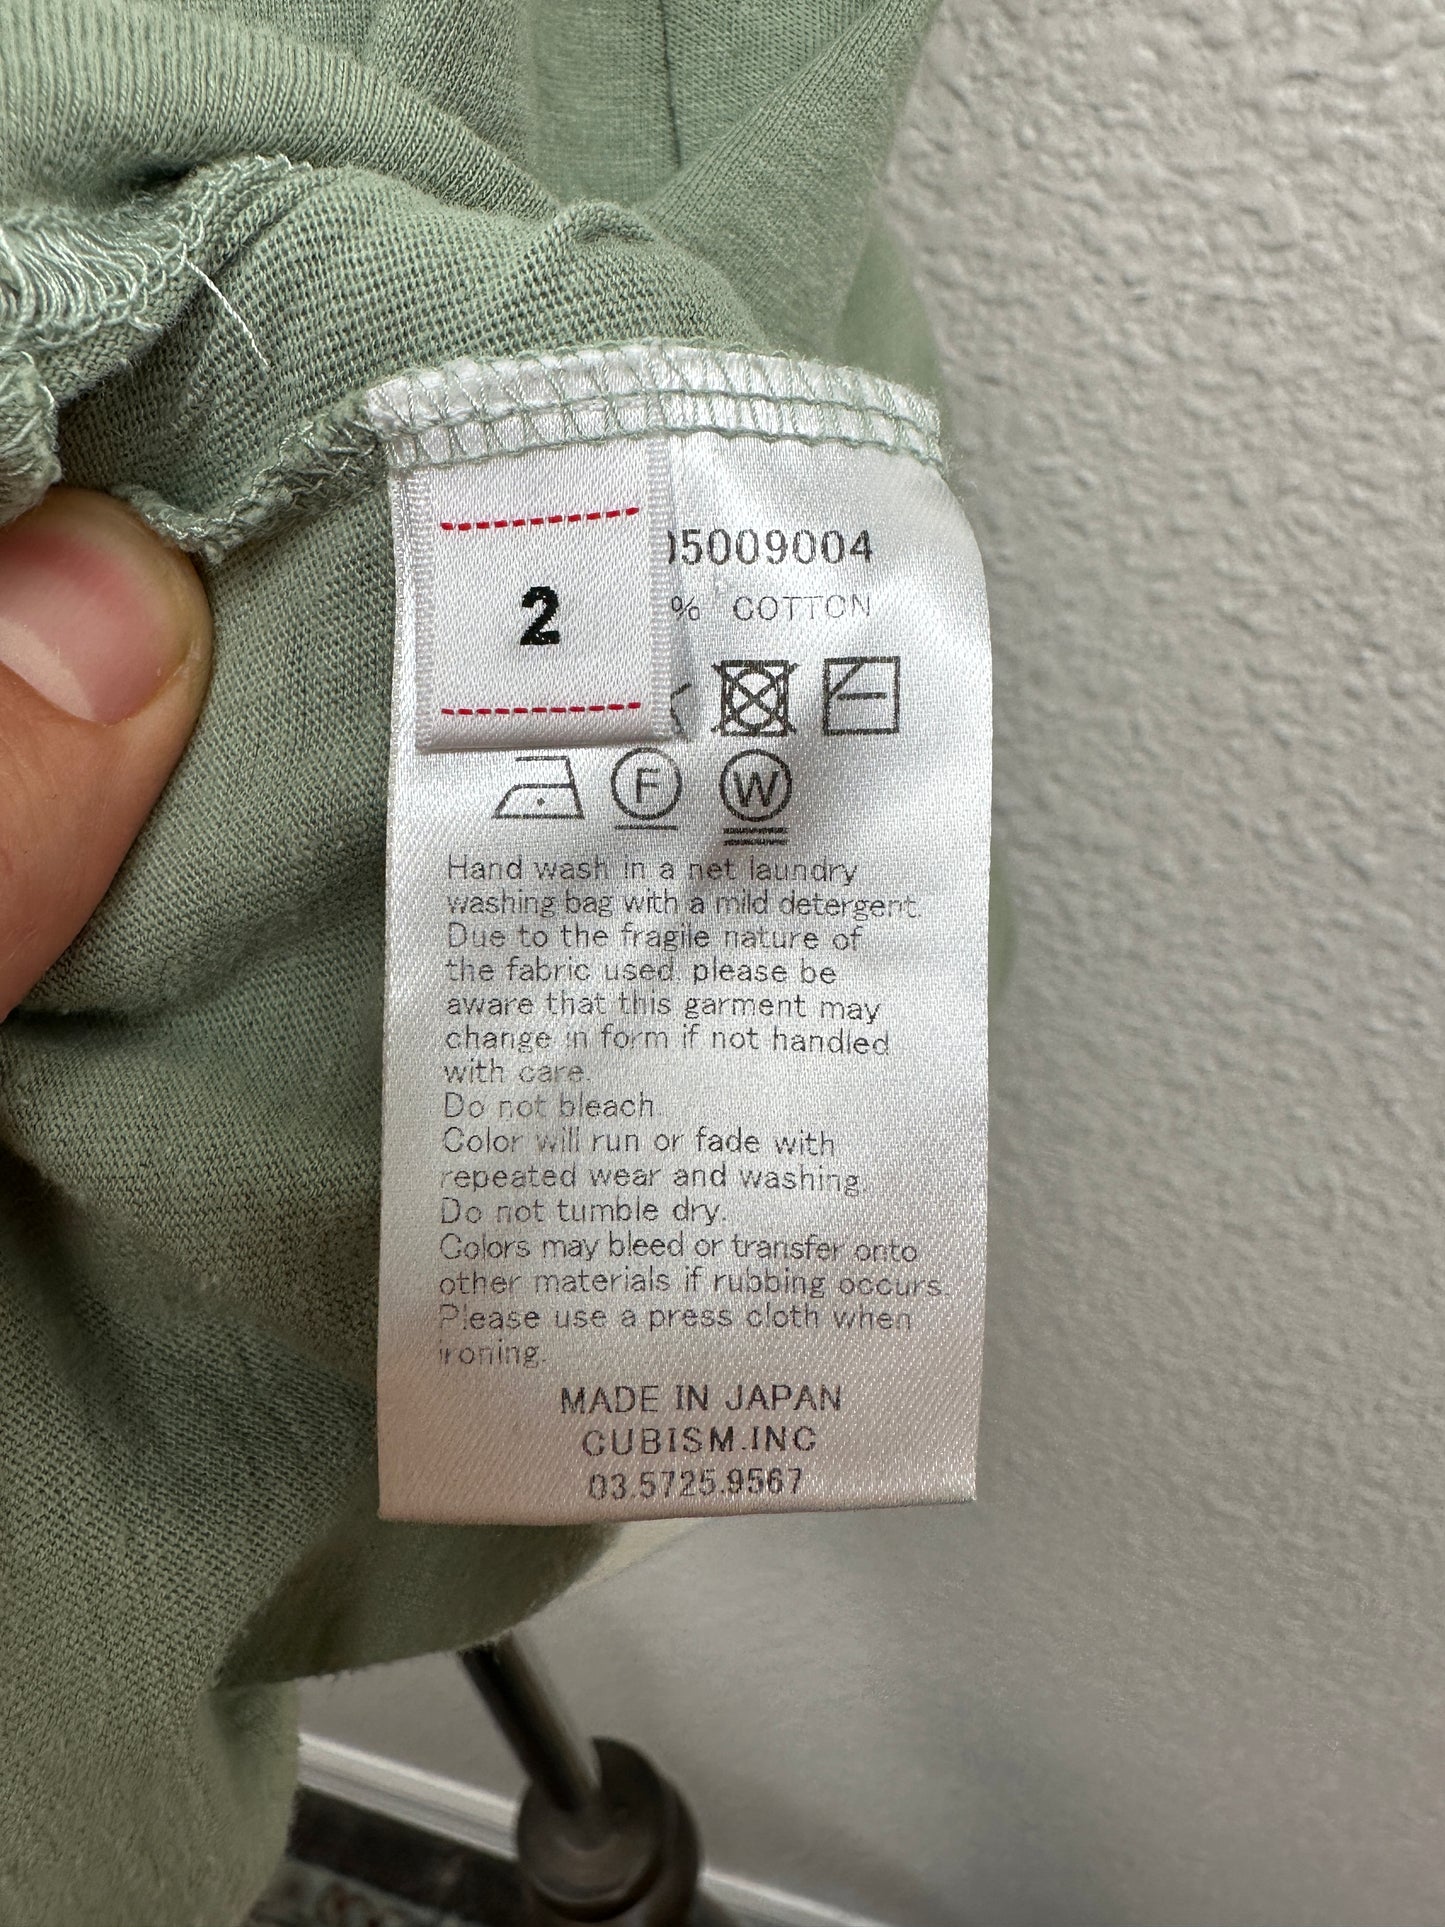 2
5009004
% COTTON
F
W
Hand wash in a net laundry
washing bag with a mild detergent.
Due to the fragile nature of
the fabric used, please be
aware that this garment may
change in form if not handled
with care.
Do not bleach.
Color will run or fade with
repeated wear and washing.
Do not tumble dry.
Colors may bleed or transfer onto
other materials if rubbing occurs.
Please use a press cloth when
ironing.
MADE IN JAPAN
CUBISM.INC
03.5725.9567